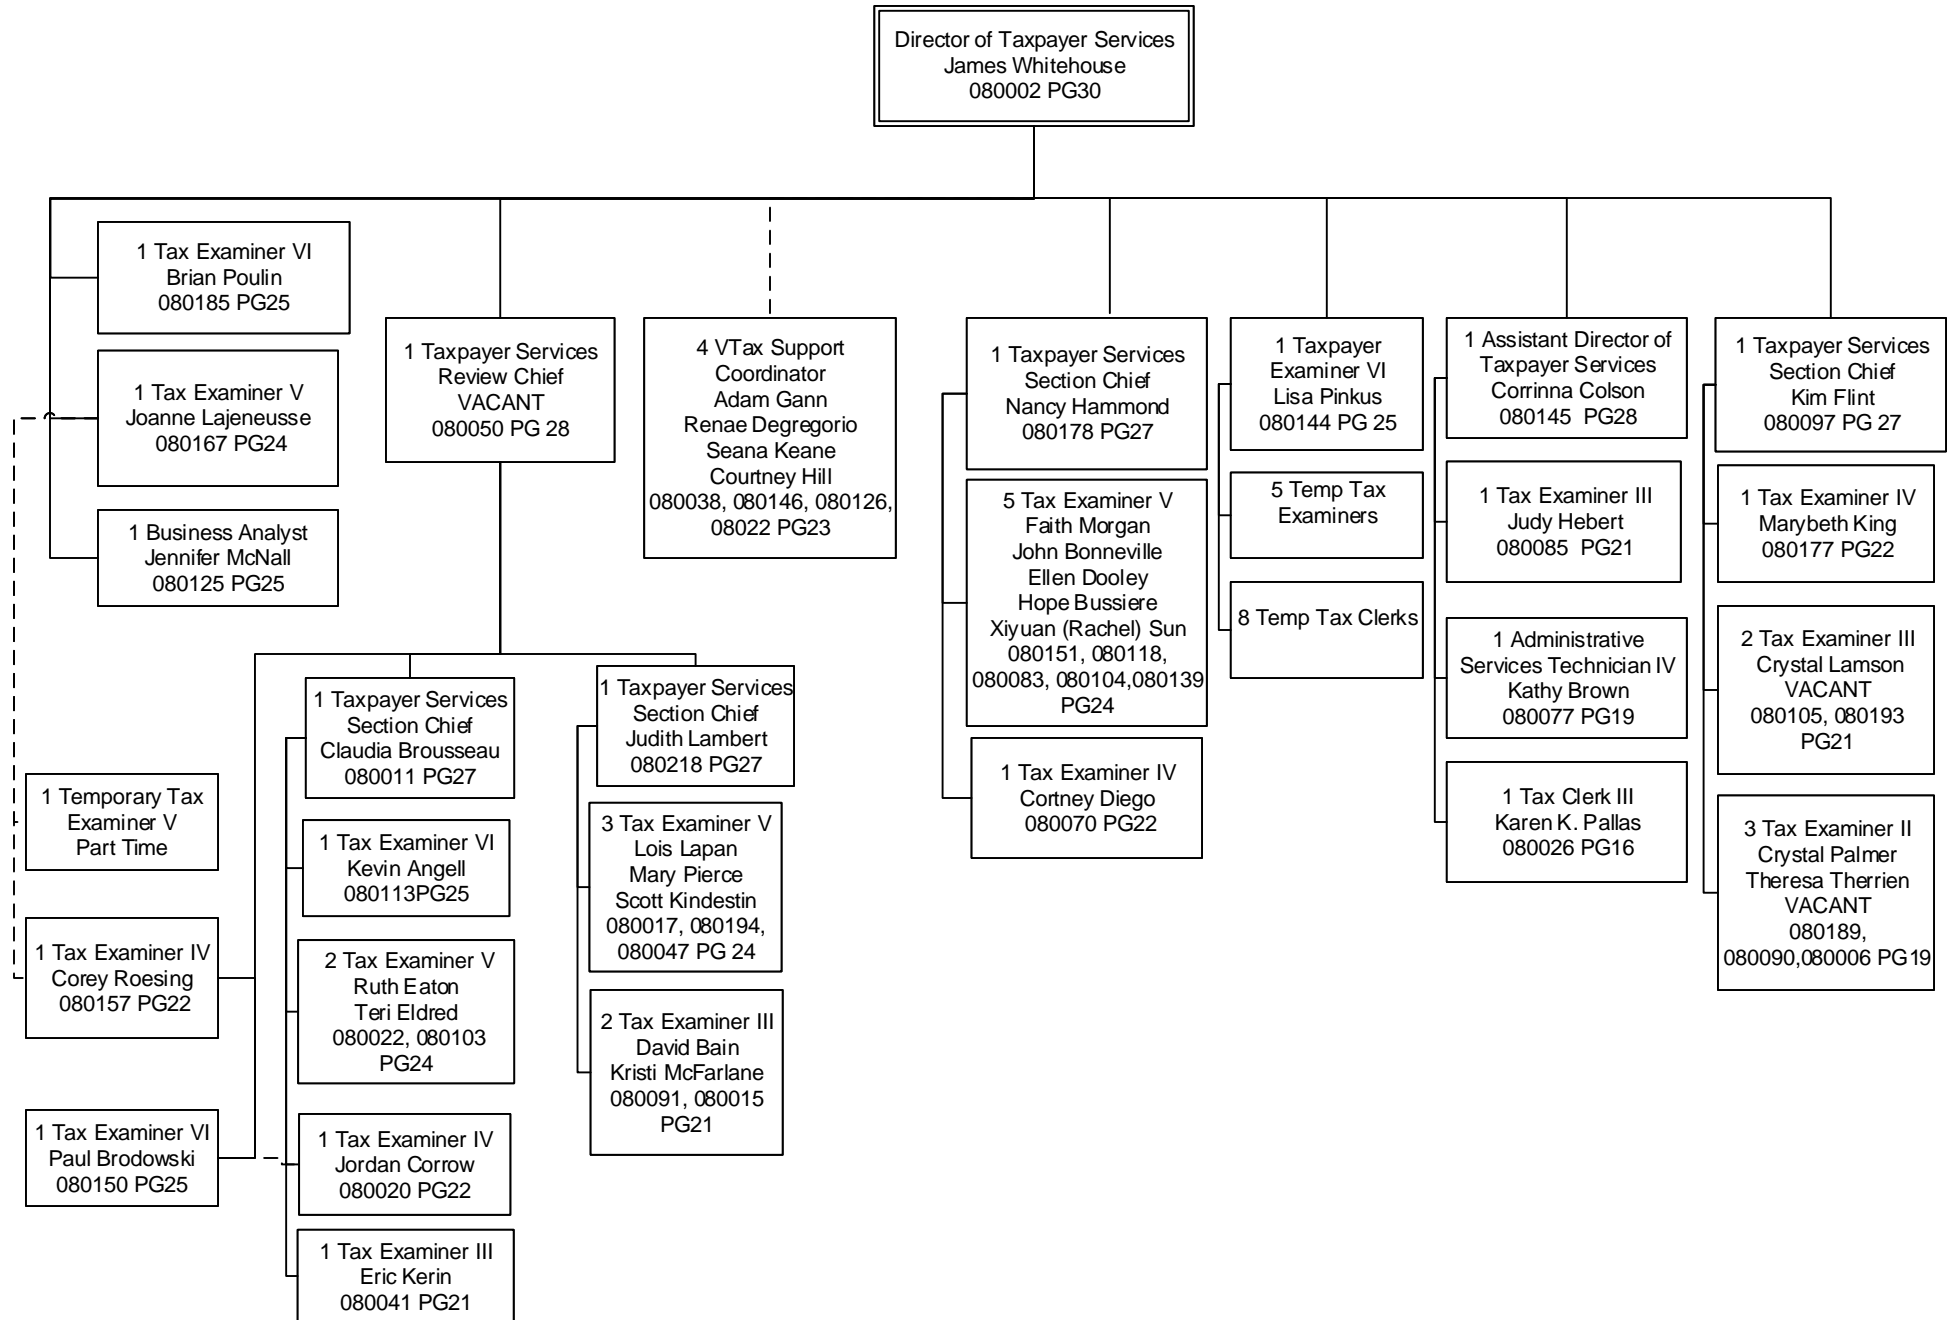 Director of Taxpayer Services
James Whitehouse
080002 PG30
1 Tax Examiner VI
Brian Poulin
080185 PG25
1 Tax Examiner V
Joanne Lajeneusse
080167 PG24
1 Business Analyst
Jennifer McNall
080125 PG25
1 Taxpayer Services
Review Chief
VACANT
080050 PG 28
4 VTax Support
Coordinator
Adam Gann
Renae Degregorio
Seana Keane
Courtney Hill
080038, 080146, 080126,
08022 PG23
1 Taxpayer Services
Section Chief
Nancy Hammond
080178 PG27
5 Tax Examiner V
Faith Morgan
John Bonneville
Ellen Dooley
Hope Bussiere
Xiyuan (Rachel) Sun
080151, 080118,
080083, 080104,080139
PG24
1 Tax Examiner IV
Cortney Diego
080070 PG22
1 Taxpayer
Examiner VI
Lisa Pinkus
080144 PG 25
5 Temp Tax
Examiners
8 Temp Tax Clerks
1 Assistant Director of
Taxpayer Services
Corrinna Colson
080145 PG28
1 Tax Examiner III
Judy Hebert
080085 PG21
1 Administrative
Services Technician IV
Kathy Brown
080077 PG19
1 Tax Clerk III
Karen K. Pallas
080026 PG16
1 Taxpayer Services
Section Chief
Kim Flint
080097 PG 27
1 Tax Examiner IV
Marybeth King
080177 PG22
2 Tax Examiner III
Crystal Lamson
VACANT
080105, 080193
PG21
3 Tax Examiner II
Crystal Palmer
Theresa Therrien
VACANT
080189,
080090,080006 PG19
1 Temporary Tax
Examiner V
Part Time
1 Tax Examiner IV
Corey Roesing
080157 PG22
1 Tax Examiner VI
Paul Brodowski
080150 PG25
1 Taxpayer Services
Section Chief
Claudia Brousseau
080011 PG27
1 Tax Examiner VI
Kevin Angell
080113PG25
2 Tax Examiner V
Ruth Eaton
Teri Eldred
080022, 080103
PG24
1 Tax Examiner IV
Jordan Corrow
080020 PG22
1 Tax Examiner III
Eric Kerin
080041 PG21
1 Taxpayer Services
Section Chief
Judith Lambert
080218 PG27
3 Tax Examiner V
Lois Lapan
Mary Pierce
Scott Kindestin
080017, 080194,
080047 PG 24
2 Tax Examiner III
David Bain
Kristi McFarlane
080091, 080015
PG21